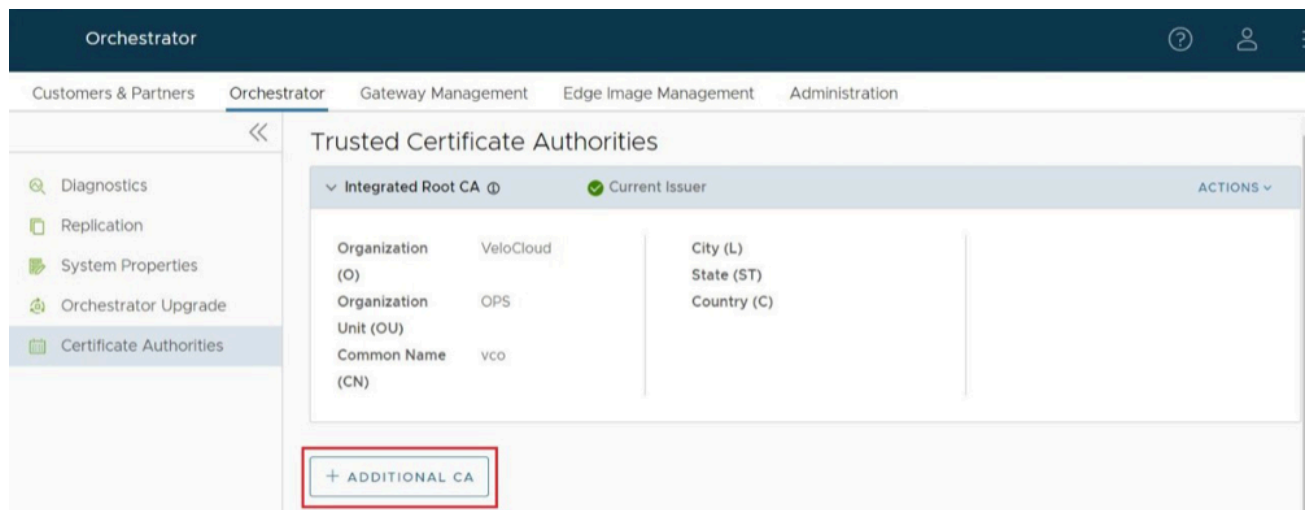 Orchestrator
Customers & Partners Orchestrator Gateway Management Edge Image Management Administration
Diagnostics
Replication
System Properties
Orchestrator Upgrade
Certificate Authorities
Trusted Certificate Authorities
Integrated Root CA Current Issuer ACTIONS
Organization VeloCloud
(O)
Organization OPS
Unit (OU)
Common Name vco
(CN)
City (L)
State (ST)
Country (C)
+ ADDITIONAL CA